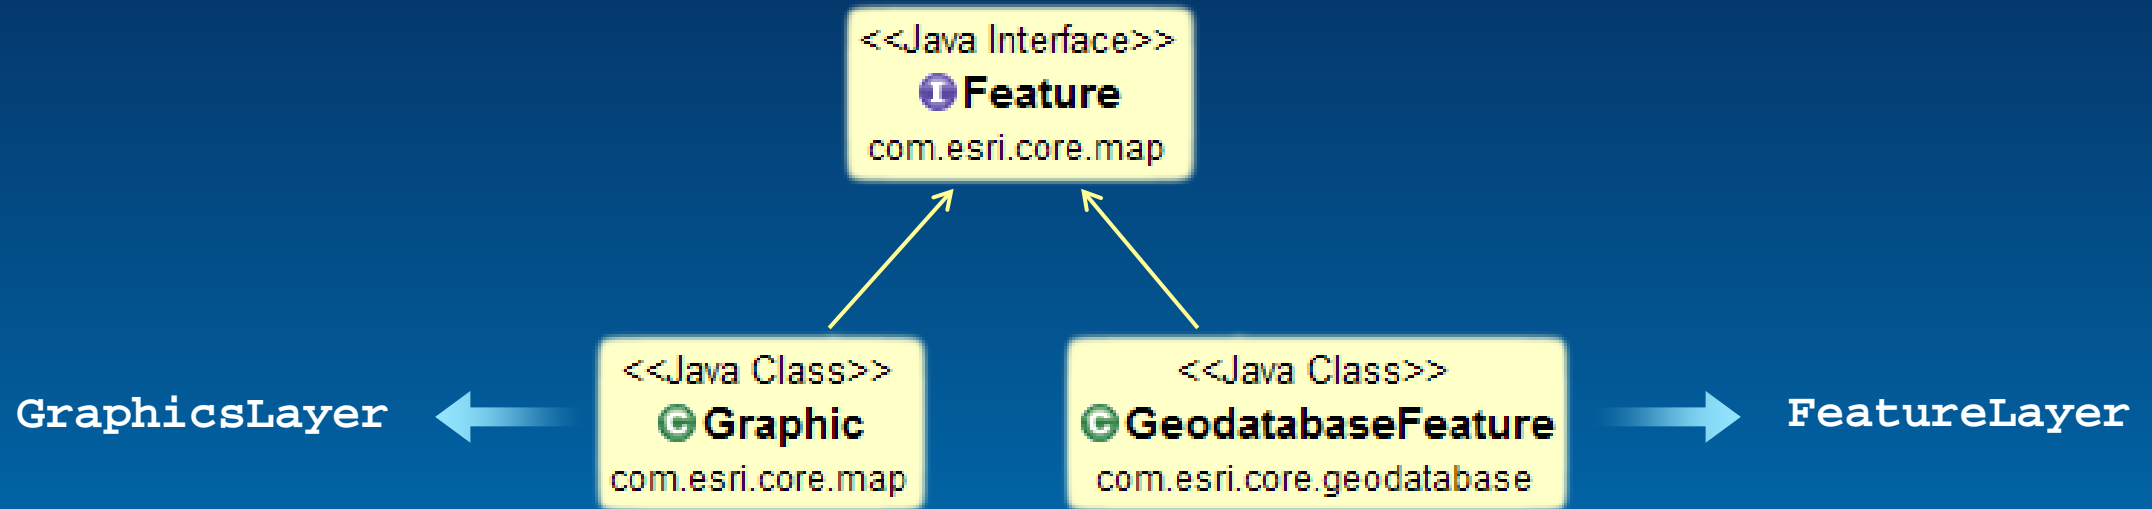 <<Java Interface>>
I Feature
com.esri.core.map
<<Java Class>>
C Graphic
com.esri.core.map
<<Java Class>>
C GeodatabaseFeature
com.esri.core.geodatabase
GraphicsLayer
FeatureLayer